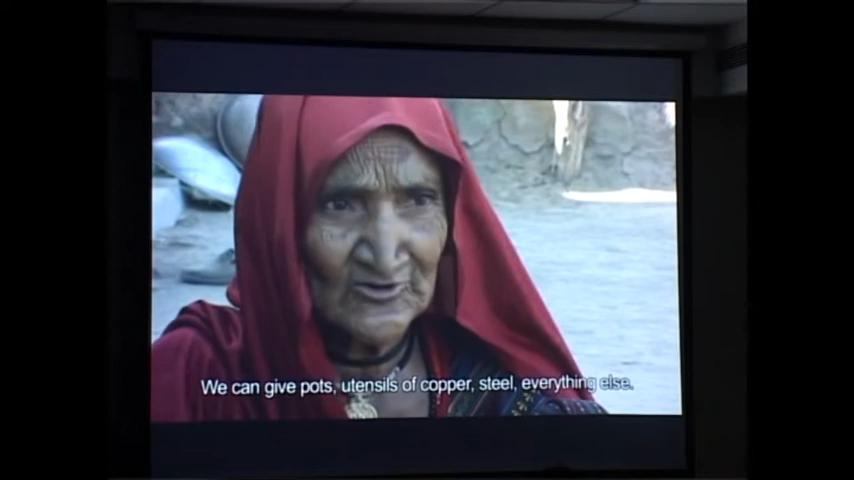 We can give pots, utensils of copper, steel, everything else.